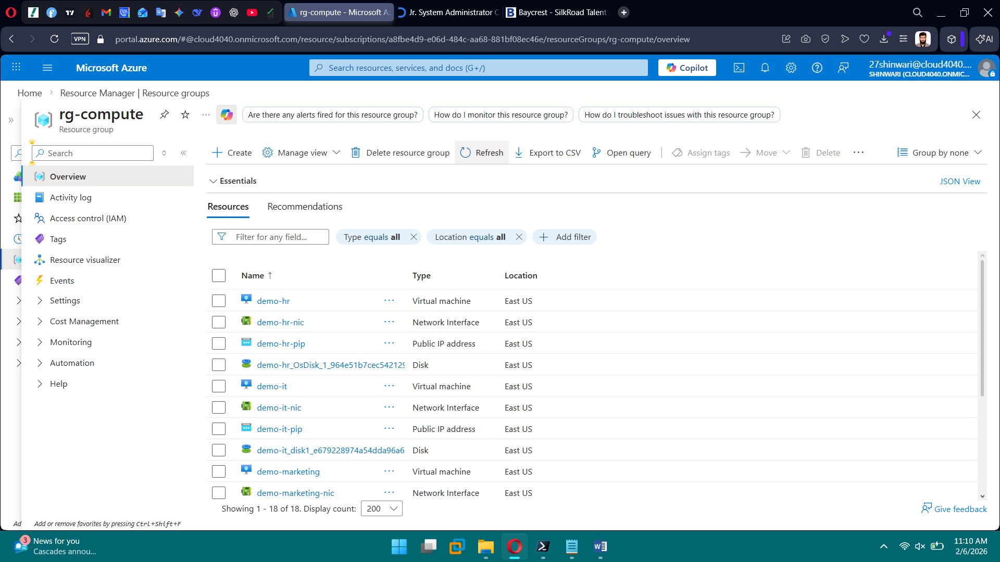 rg-compute - Microsoft Az
Jr. System Administrator C
Baycrest - SilkRoad Talent
VPN
portal.azure.com/#@cloud4040.onmicrosoft.com/resource/subscriptions/a8fbe4d9-e06d-484c-aa68-881bf08ec46e/resourceGroups/rg-compute/overview
AI
Microsoft Azure
Search resources, services, and docs (G+/)
Copilot
27shinwari@cloud4040....
SHINWARI (CLOUD4040.ONMIC...
Home > Resource Manager | Resource groups
rg-compute
Resource group
Are there any alerts fired for this resource group?
How do I monitor this resource group?
How do I troubleshoot issues with this resource group?
Search
Create
Manage view
Delete resource group
Refresh
Export to CSV
Open query
Assign tags
Move
Delete
Group by none
Overview
Activity log
Access control (IAM)
Tags
Resource visualizer
Events
Settings
Cost Management
Monitoring
Automation
Help
Essentials
JSON View
Resources
Recommendations
Filter for any field...
Type equals all
Location equals all
Add filter
Name ↑ Type Location
demo-hr ... Virtual machine East US
demo-hr-nic ... Network Interface East US
demo-hr-pip ... Public IP address East US
demo-hr_OsDisk_1_964e51b7cec542129 Disk East US
demo-it ... Virtual machine East US
demo-it-nic ... Network Interface East US
demo-it-pip ... Public IP address East US
demo-it_disk1_e679228974a54dda96a6 Disk East US
demo-marketing ... Virtual machine East US
demo-marketing-nic ... Network Interface East US
Showing 1 - 18 of 18. Display count: 200
Give feedback
Ad
Add or remove favorites by pressing Ctrl+Shift+F
3
News for you
Cascades annou...
11:10 AM
2/6/2026